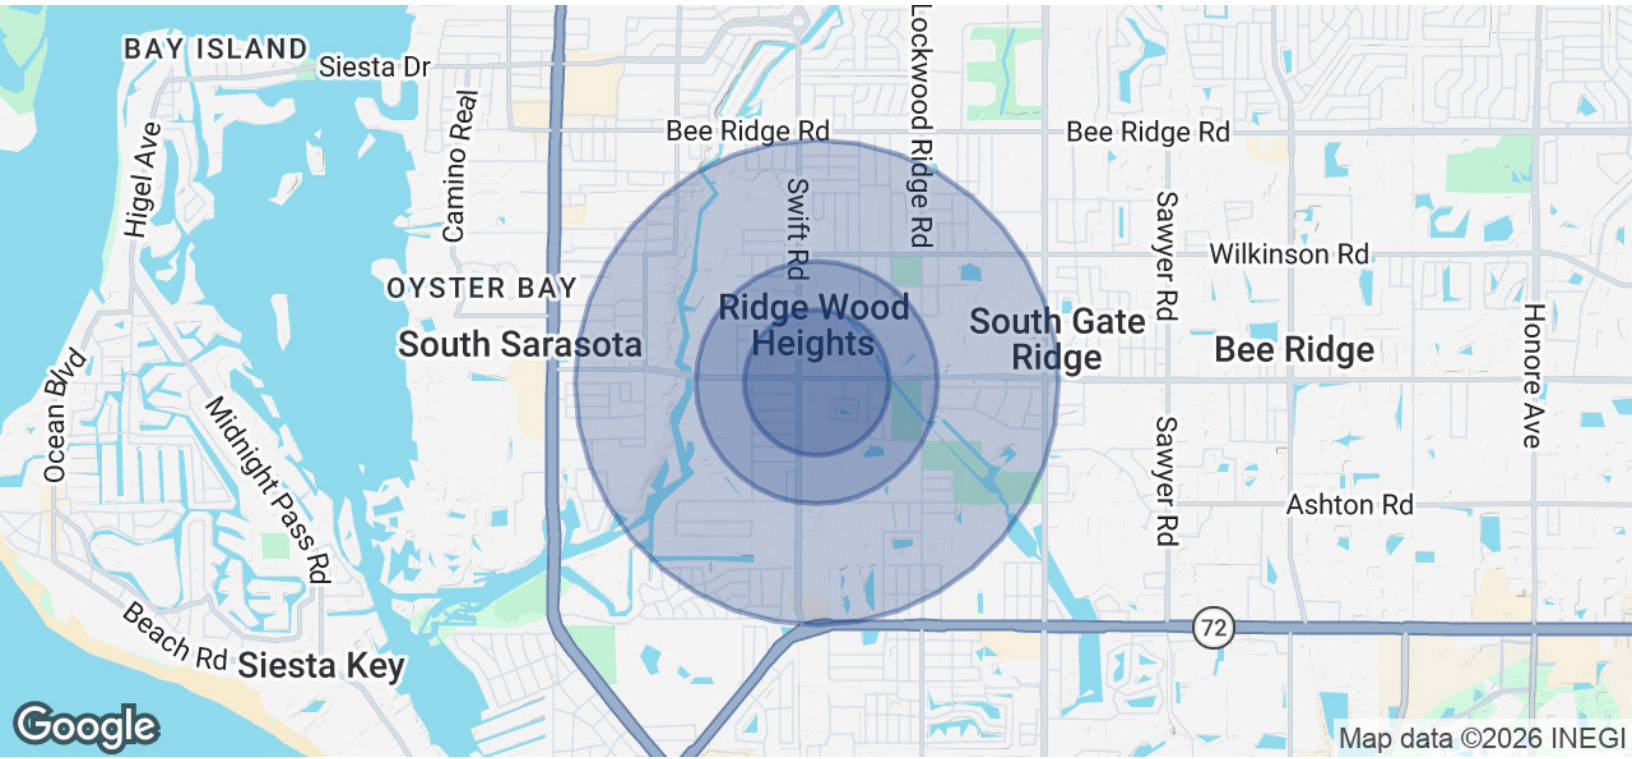 BAY ISLAND
Siesta Dr
Lockwood Ridge Rd
Bee Ridge Rd
Bee Ridge Rd
Camino Real
Higel Ave
Swift Rd
Sawyer Rd
Wilkinson Rd
OYSTER BAY
Ridge Wood
Heights
South Gate
Ridge
South Sarasota
Bee Ridge
Honore Ave
Ocean Blvd
Midnight Pass Rd
Sawyer Rd
Ashton Rd
Beach Rd
Siesta Key
72
Google
Map data ©2026 INEGI